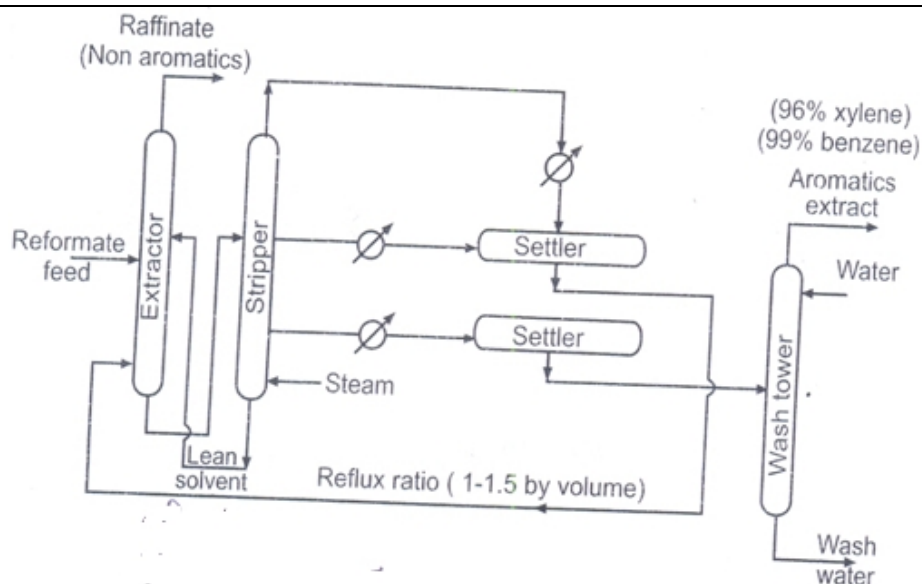 Raffinate
(Non aromatics)
(96% xylene)
(99% benzene)
Aromatics
extract
Reformate
feed
Extractor
Stripper
Settler
Water
Settler
Steam
Wash tower
Lean
solvent
Reflux ratio ( 1-1.5 by volume)
Wash
water